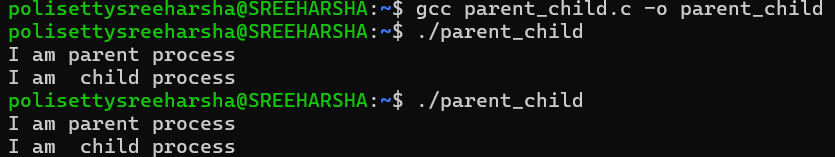 polisettysreeharsha@SREEHARSHA:~$ gcc parent_child.c -o parent_child
polisettysreeharsha@SREEHARSHA:~$ ./parent_child
I am parent process
I am  child process
polisettysreeharsha@SREEHARSHA:~$ ./parent_child
I am parent process
I am  child process